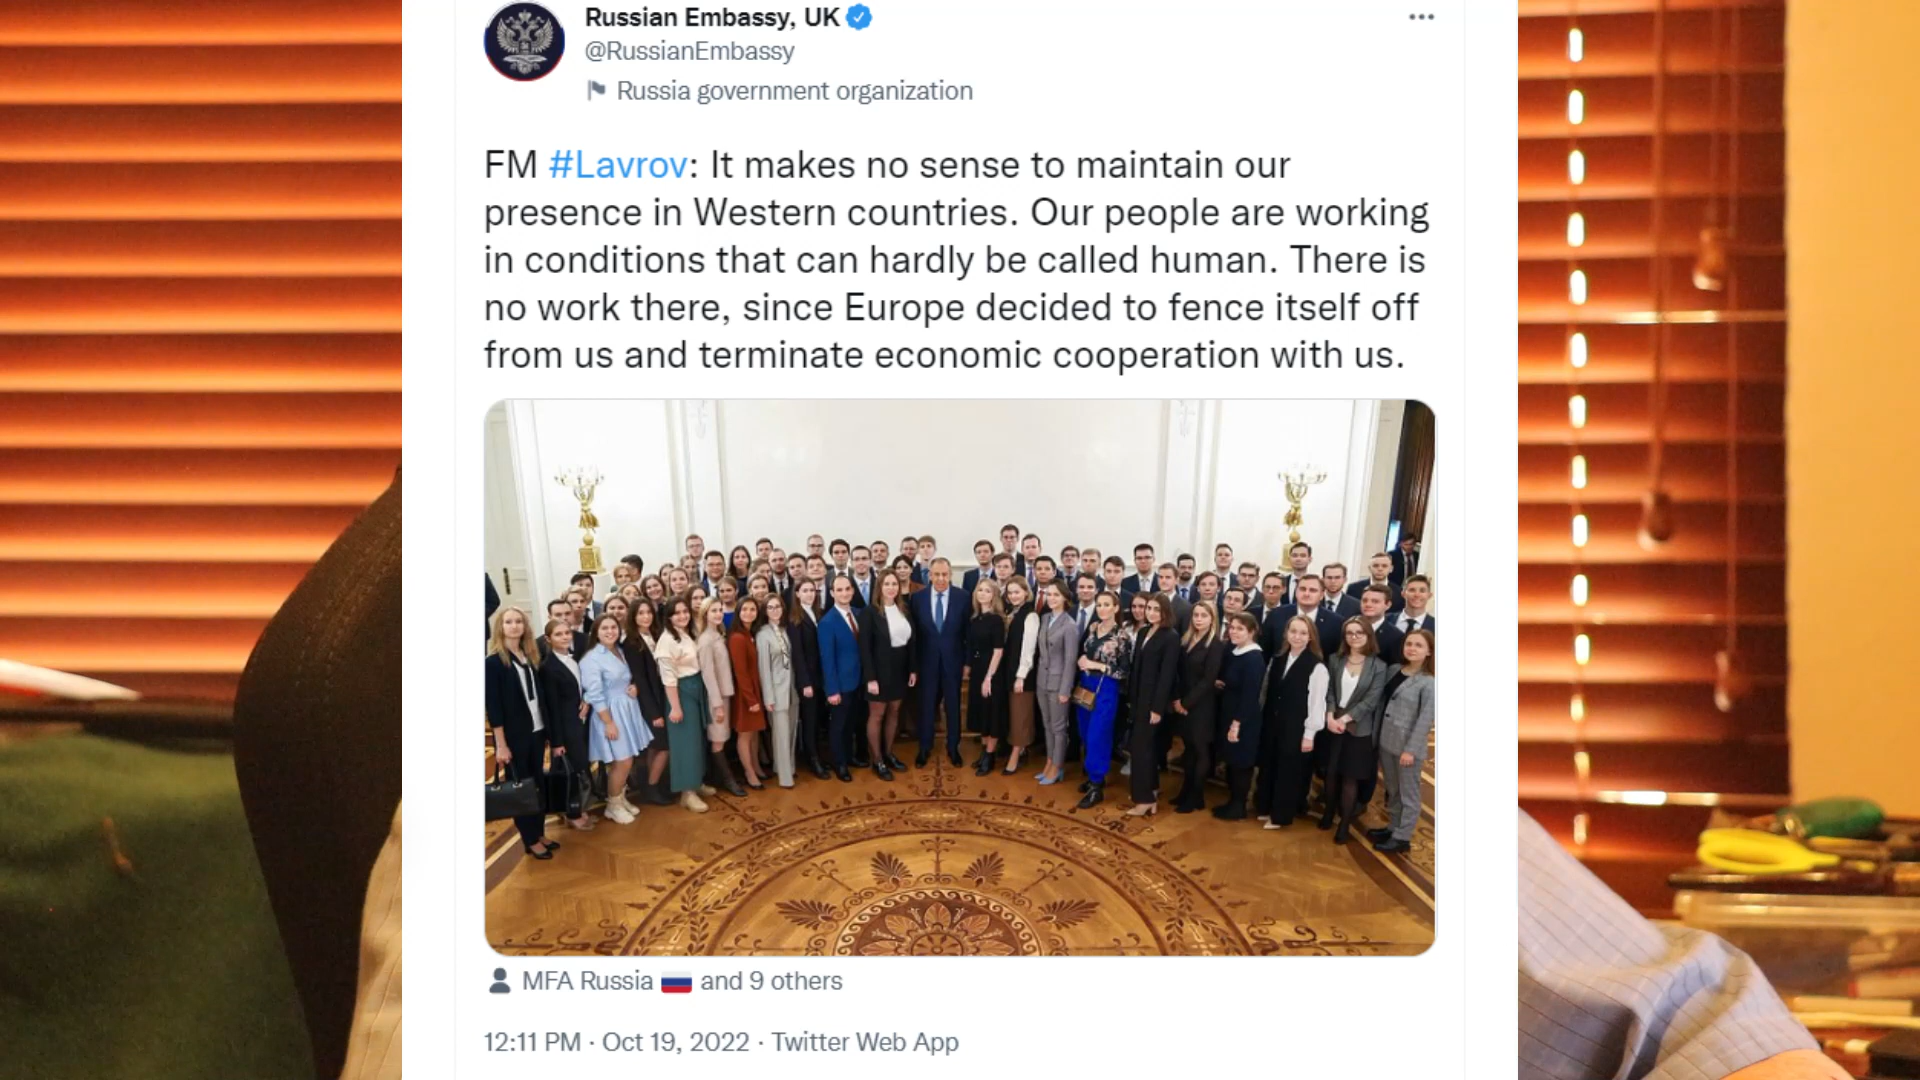 Russian Embassy, UK
@RussianEmbassy
Russia government organization
FM #Lavrov: It makes no sense to maintain our
presence in Western countries. Our people are working
in conditions that can hardly be called human. There is
no work there, since Europe decided to fence itself off
from us and terminate economic cooperation with us.
MFA Russia 🇷🇺 and 9 others
12:11 PM · Oct 19, 2022 · Twitter Web App